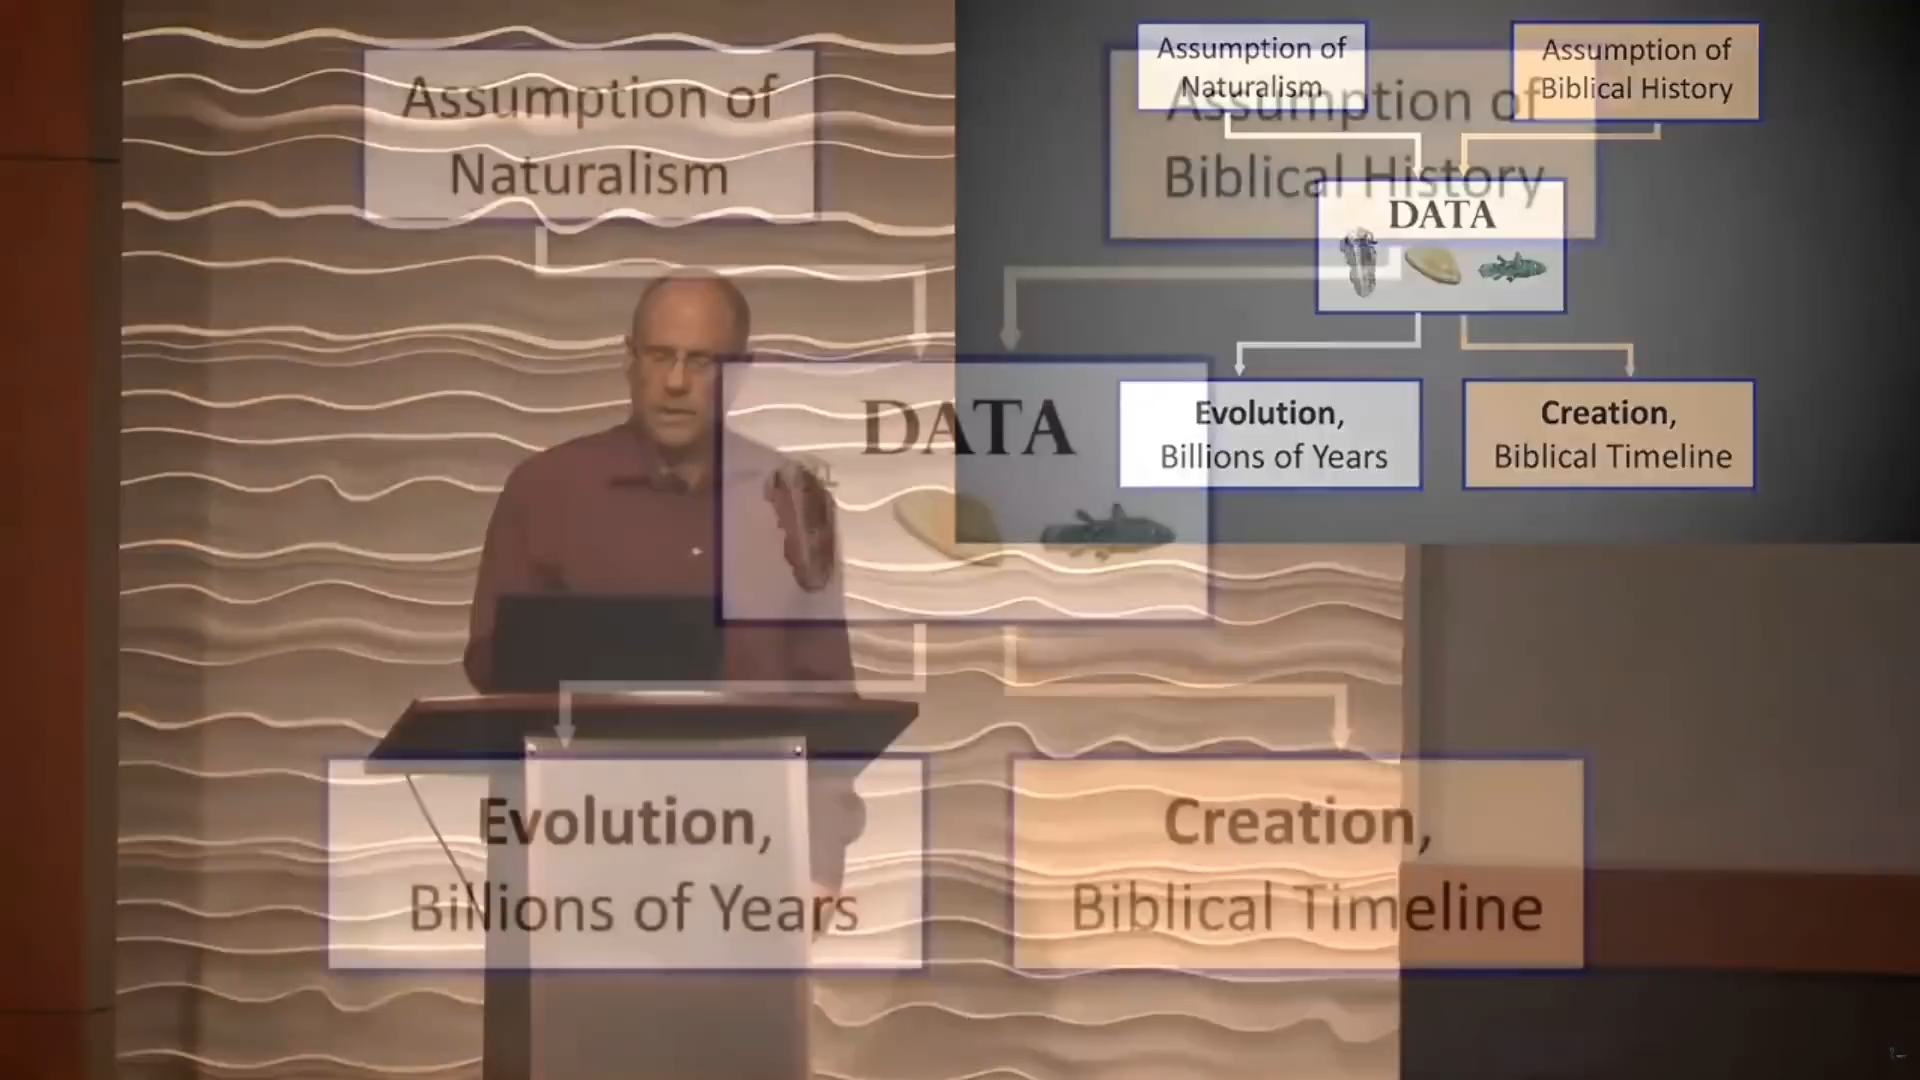 Assumption of
Naturalism
Assumption of
Biblical History
DATA
Evolution,
Billions of Years
Creation,
Biblical Timeline
Assumption of
Naturalism
Assumption of
Biblical History
DATA
Evolution,
Billions of Years
Creation,
Biblical Timeline